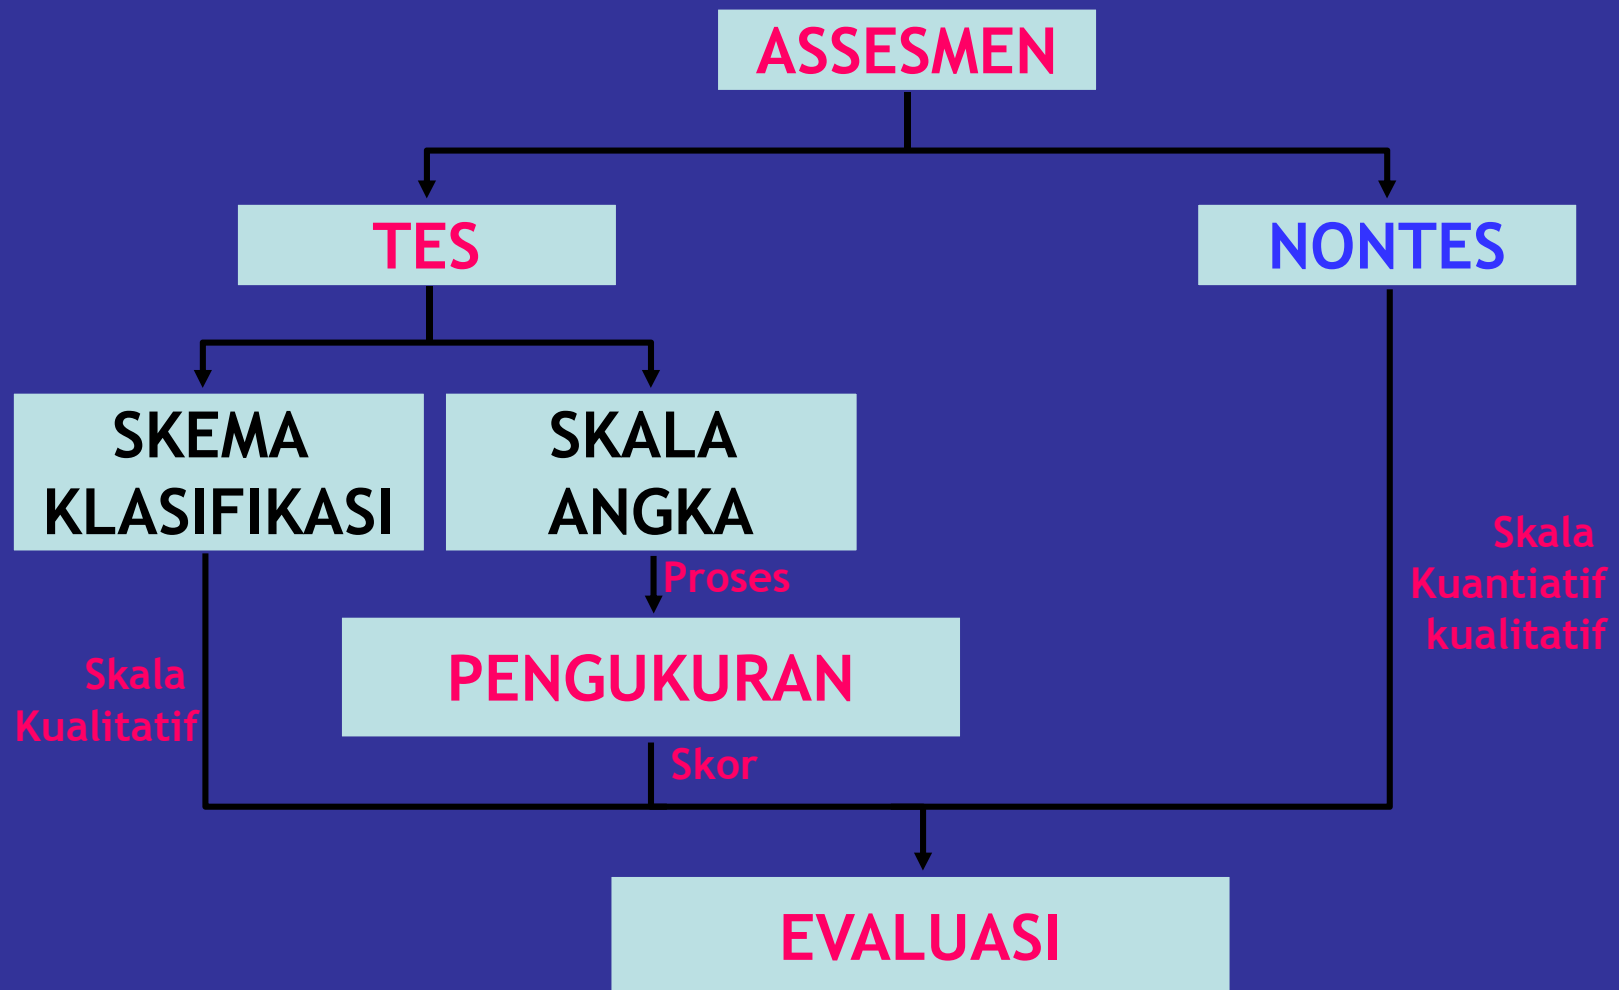 ASSESMEN
TES
NONTES
SKEMA
KLASIFIKASI
SKALA
ANGKA
Proses
Skala
Kuantiatif
kualitatif
PENGUKURAN
Skala
Kualitatif
Skor
EVALUASI